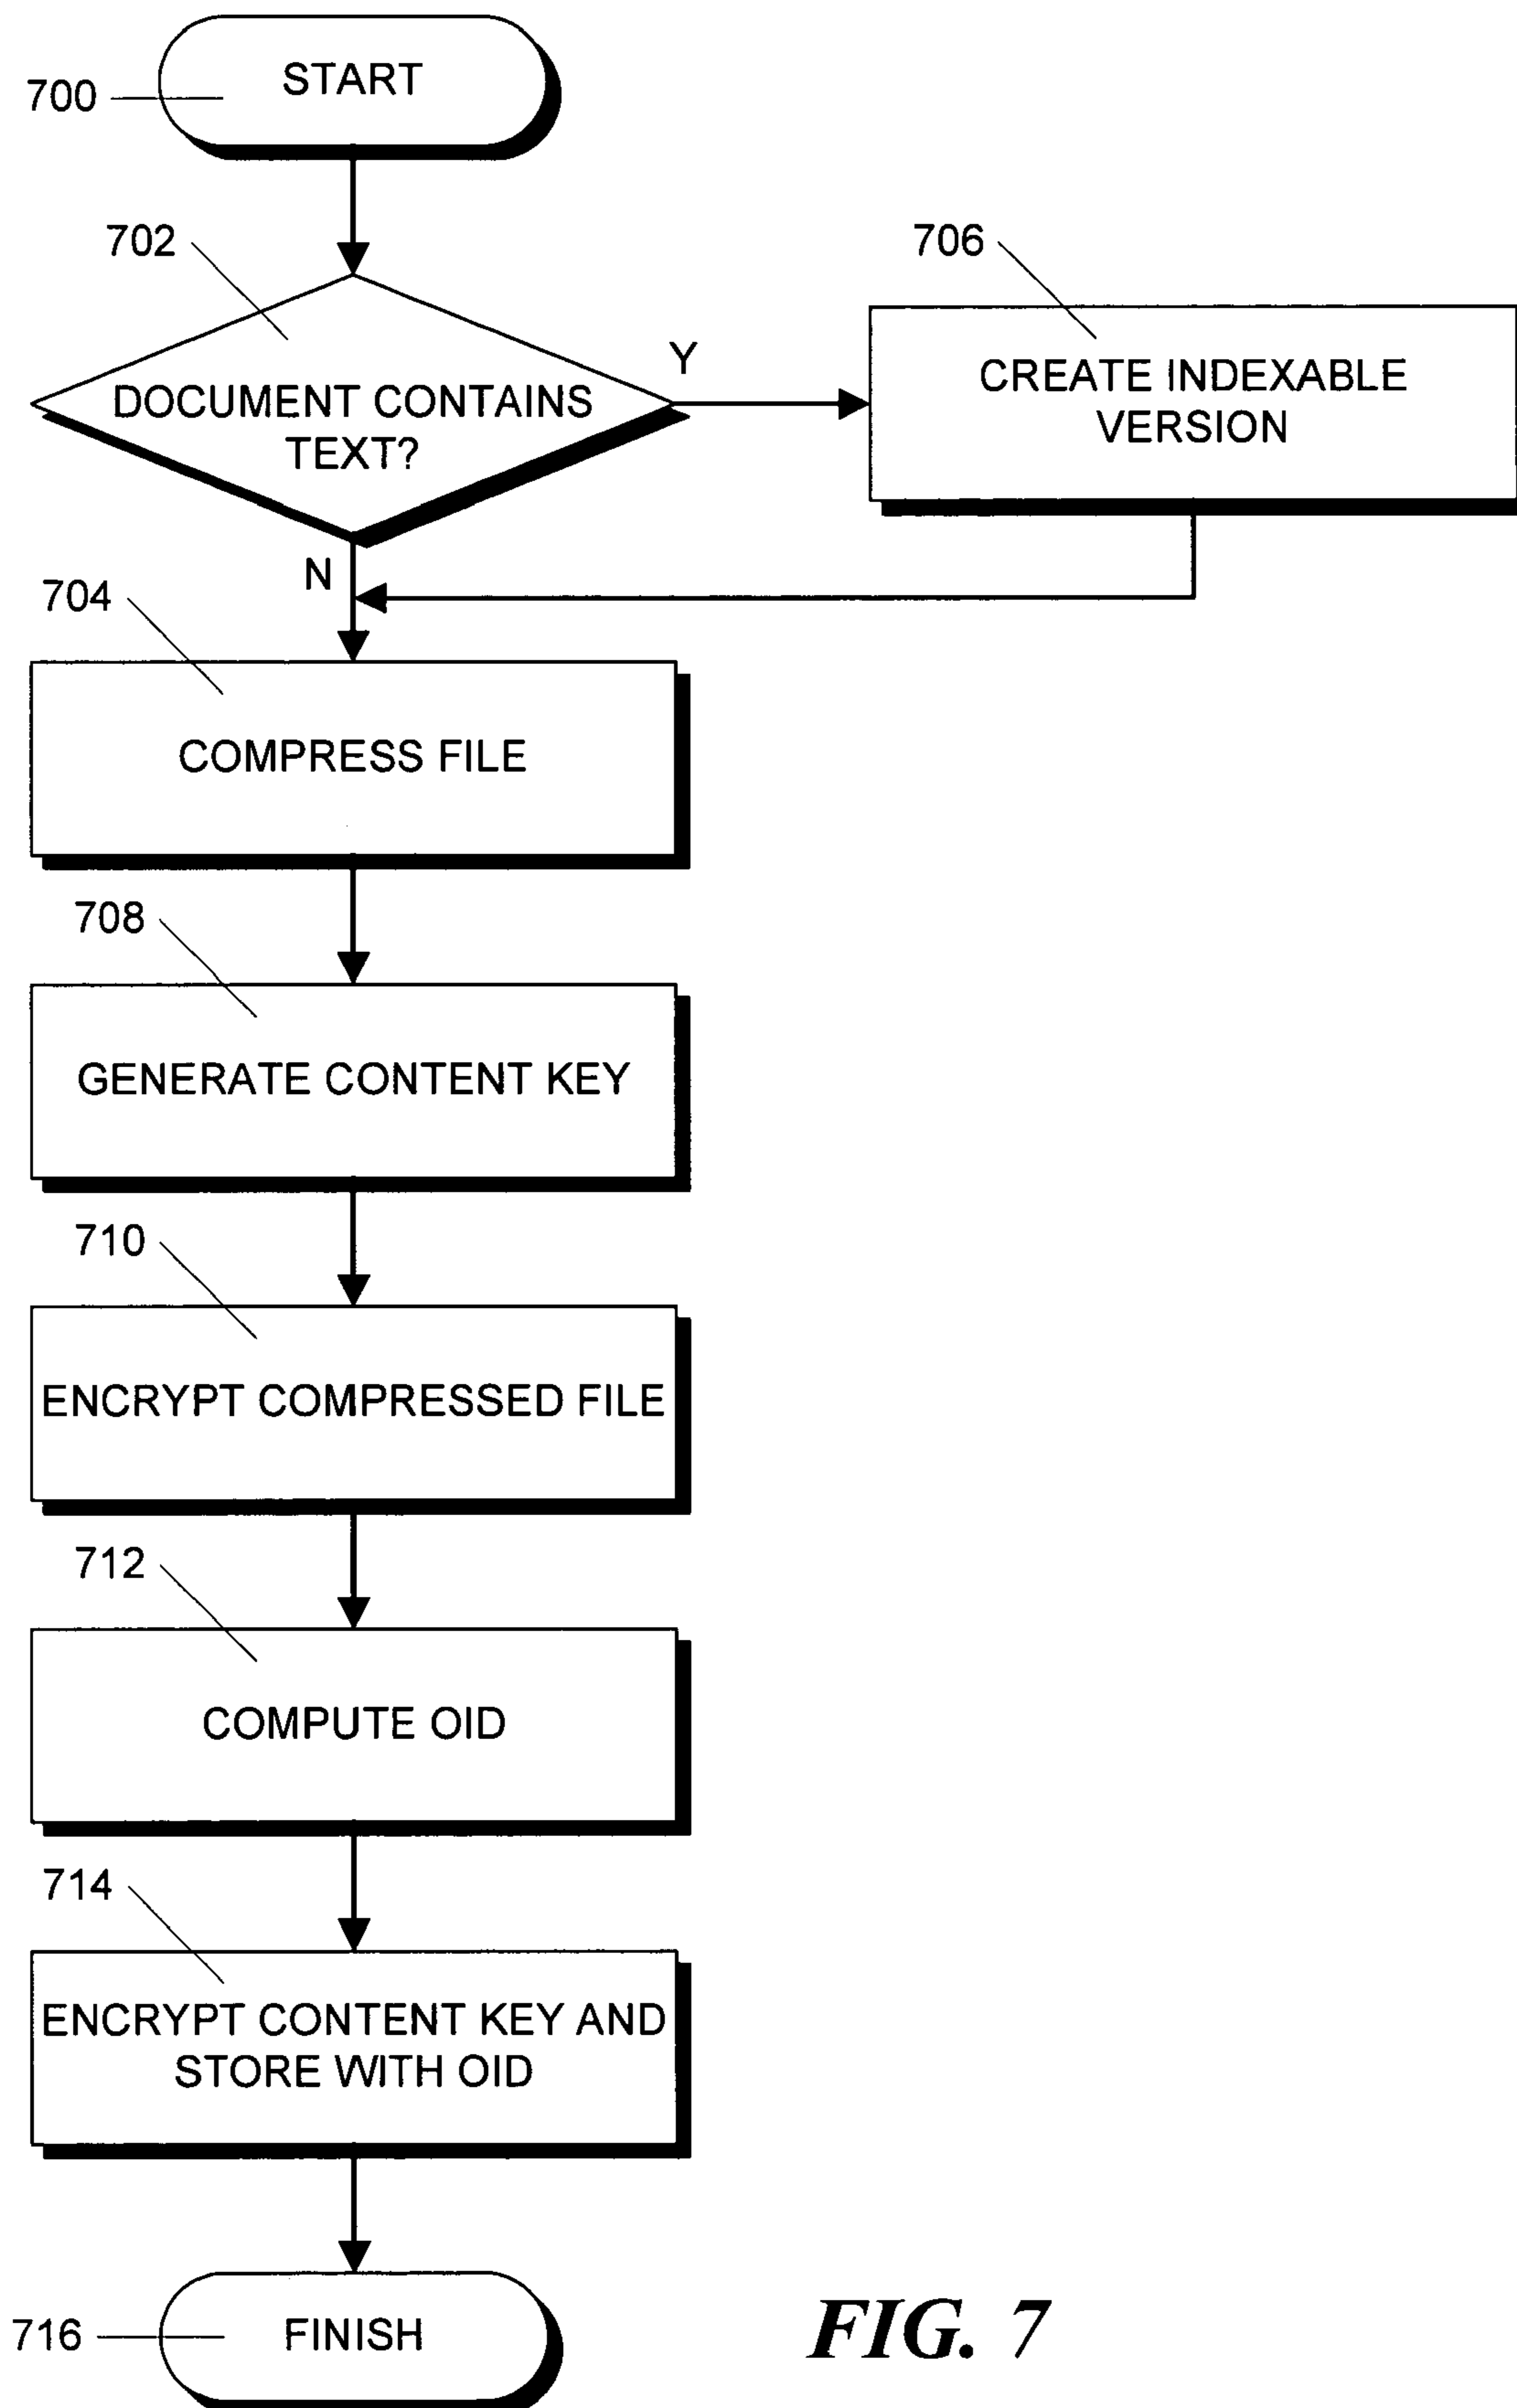 START
700
702
706
DOCUMENT CONTAINS
TEXT?
Y
CREATE INDEXABLE
VERSION
N
704
COMPRESS FILE
708
GENERATE CONTENT KEY
710
ENCRYPT COMPRESSED FILE
712
COMPUTE OID
714
ENCRYPT CONTENT KEY AND
STORE WITH OID
716
FINISH
FIG. 7